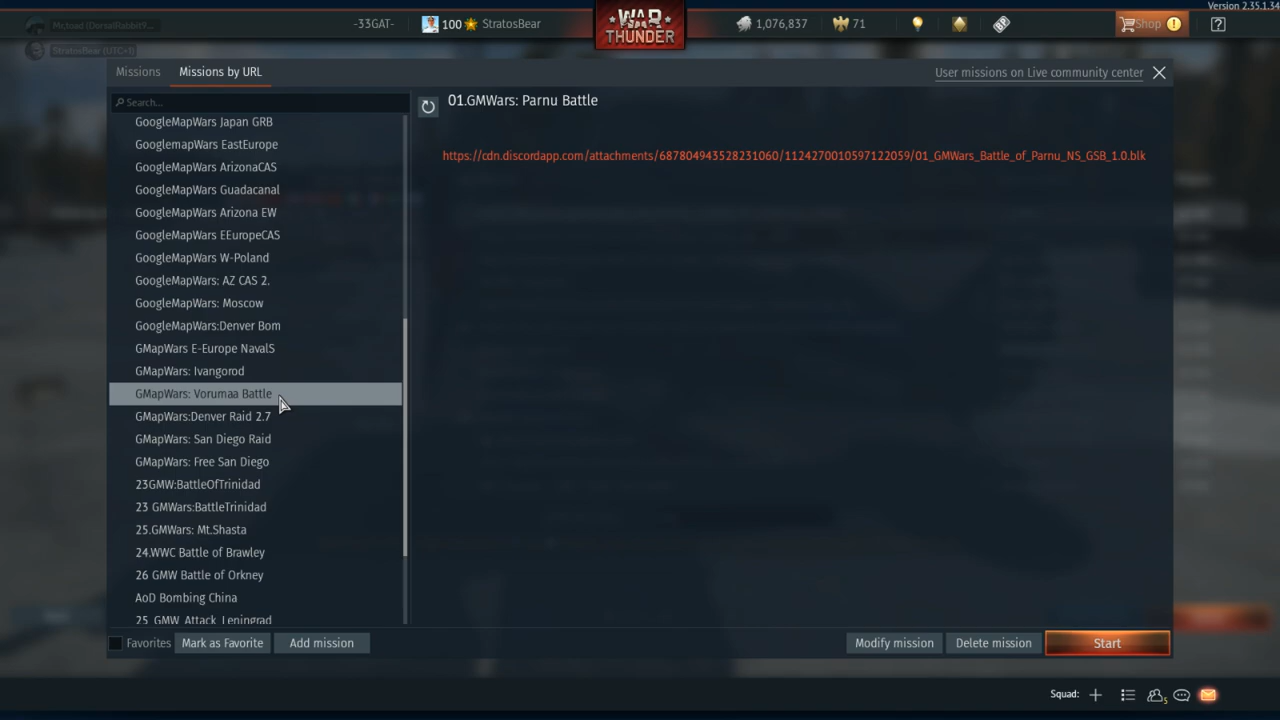 Version 2.35.1.34
-33GAT-
100 StratosBear
WAR THUNDER
1,076,837
71
Shop
StratosBear (UTC+1)
Missions
Missions by URL
User missions on Live community center
Search...
01.GMWars: Parnu Battle
https://cdn.discordapp.com/attachments/687804943528231060/1124270010597122059/01_GMWars_Battle_of_Parnu_NS_GSB_1.0.blk
GoogleMapWars Japan GRB
GooglemapWars EastEurope
GoogleMapWars ArizonaCAS
GoogleMapWars Guadacanal
GoogleMapWars Arizona EW
GoogleMapWars EEuropeCAS
GoogleMapWars W-Poland
GoogleMapWars: AZ CAS 2.
GoogleMapWars: Moscow
GoogleMapWars:Denver Bom
GMapWars E-Europe NavalS
GMapWars: Ivangorod
GMapWars: Vorumaa Battle
GMapWars:Denver Raid 2.7
GMapWars: San Diego Raid
GMapWars: Free San Diego
23GMW:BattleOfTrinidad
23 GMWars:BattleTrinidad
25.GMWars: Mt.Shasta
24.WWC Battle of Brawley
26 GMW Battle of Orkney
AoD Bombing China
25 GMW Attack Leningrad
Favorites
Mark as Favorite
Add mission
Modify mission
Delete mission
Start
Squad:
5